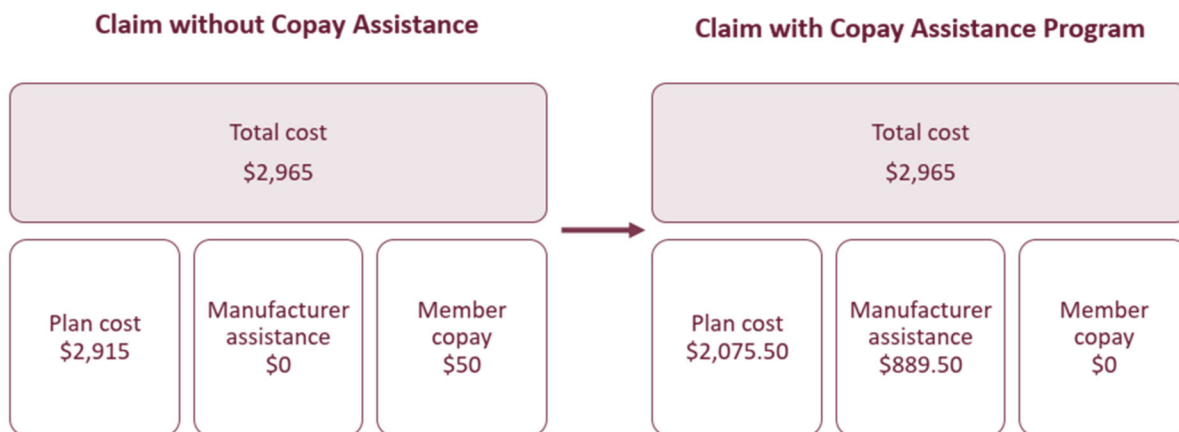 Claim without Copay Assistance
Total cost
$2,965
Plan cost
$2,915
Manufacturer
assistance
$0
Member
copay
$50
Claim with Copay Assistance Program
Total cost
$2,965
Plan cost
$2,075.50
Manufacturer
assistance
$889.50
Member
copay
$0